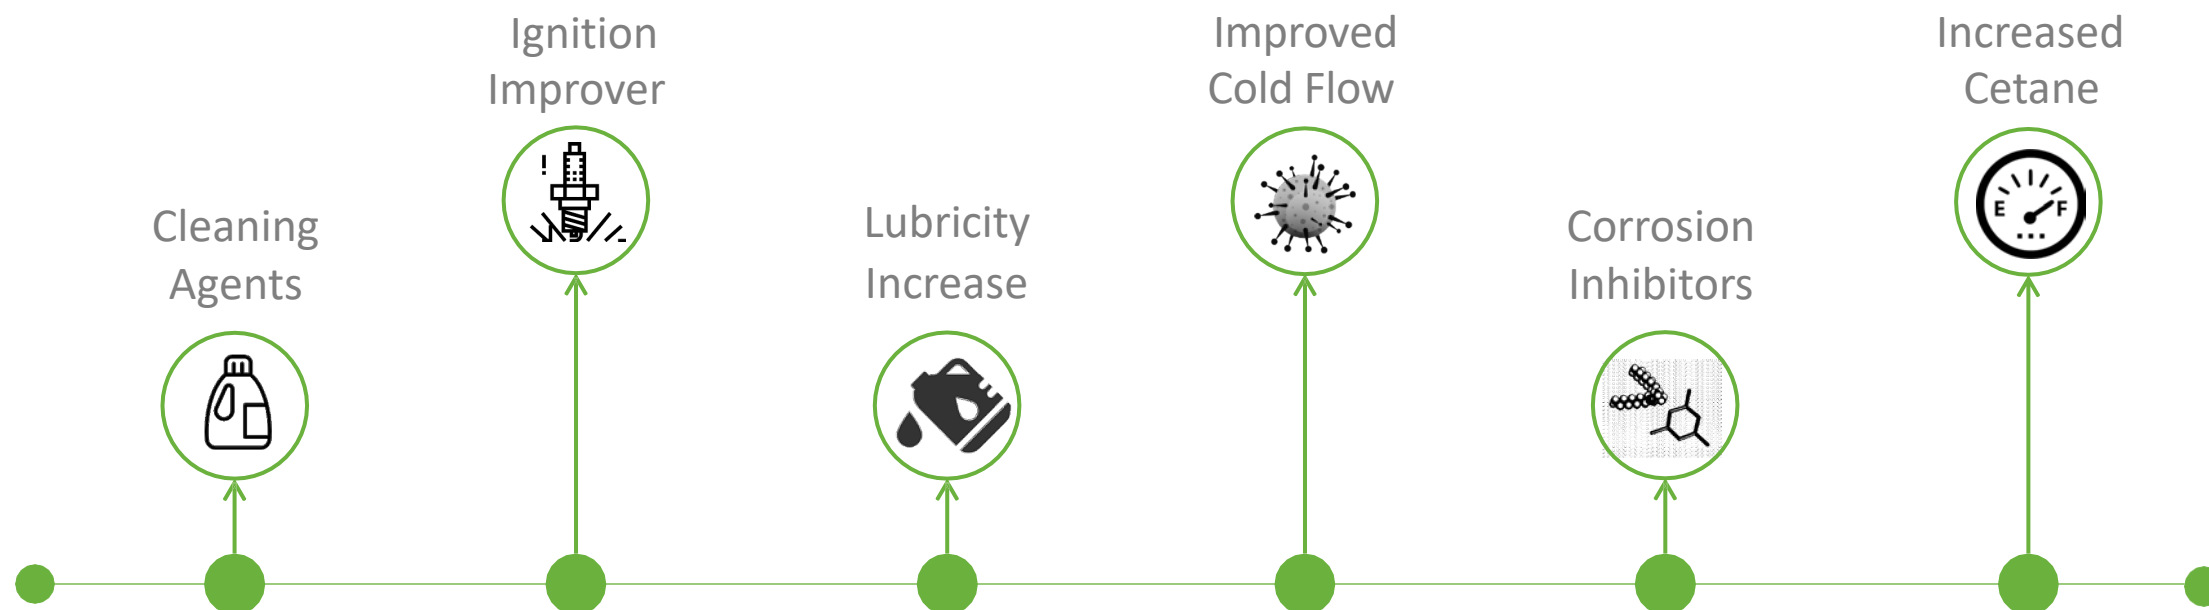 Cleaning
Agents
Ignition
Improver
!
Lubricity
Increase
Improved
Cold Flow
Corrosion
Inhibitors
Increased
Cetane
E
F